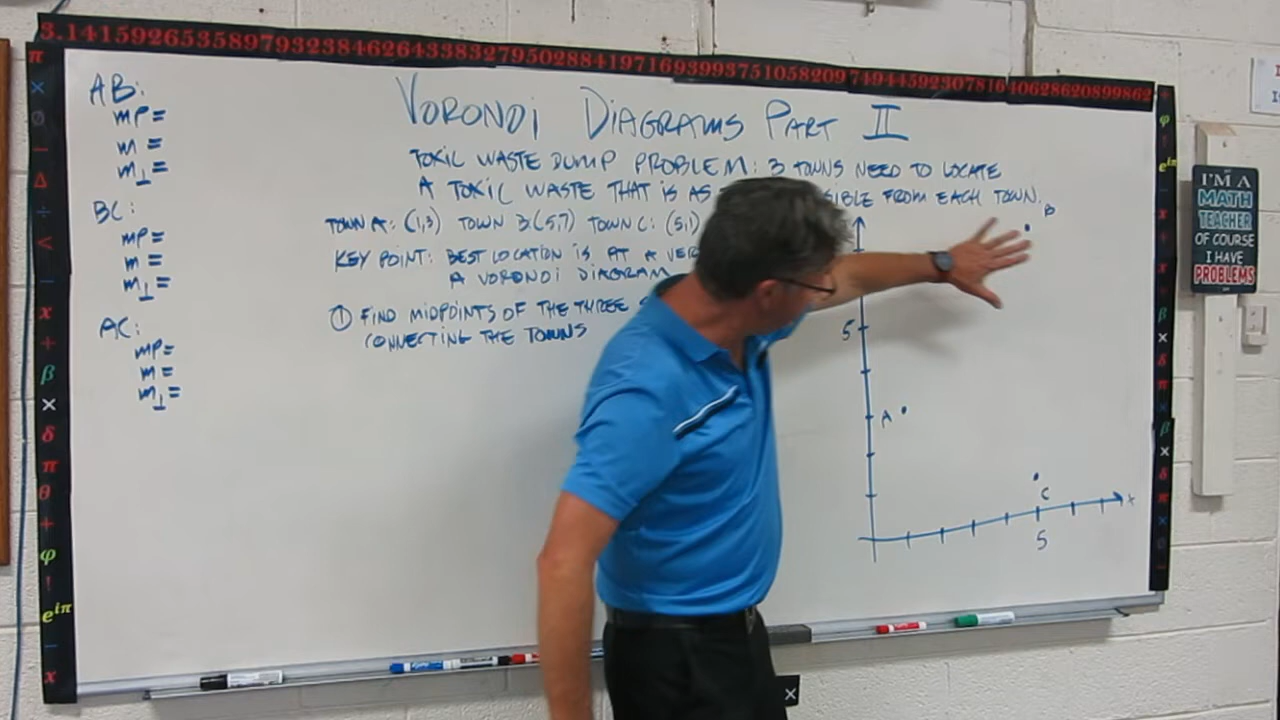 3.14159265358979323846264338327950288419716939937510582097494459230781640628620899862
VORONOI DIAGRAMS PART II
TOXIC WASTE DUMP PROBLEM: 3 TOWNS NEED TO LOCATE
A TOXIC WASTE THAT IS AS FROM EACH TOWN.
TOWN A: (1,3) TOWN B: (5,7) TOWN C: (5,1)
KEY POINT: BEST LOCATION IS AT A
A VORONOI DIAGRAM
① FIND MIDPOINTS OF THE THREE
CONNECTING THE TOWNS
AB:
mp=
m =
m⊥=
BC:
mp=
m =
m⊥=
AC:
mp=
m =
m⊥=
B
5
A
C
x
5
I'M A
MATH
TEACHER
OF COURSE
I HAVE
PROBLEMS